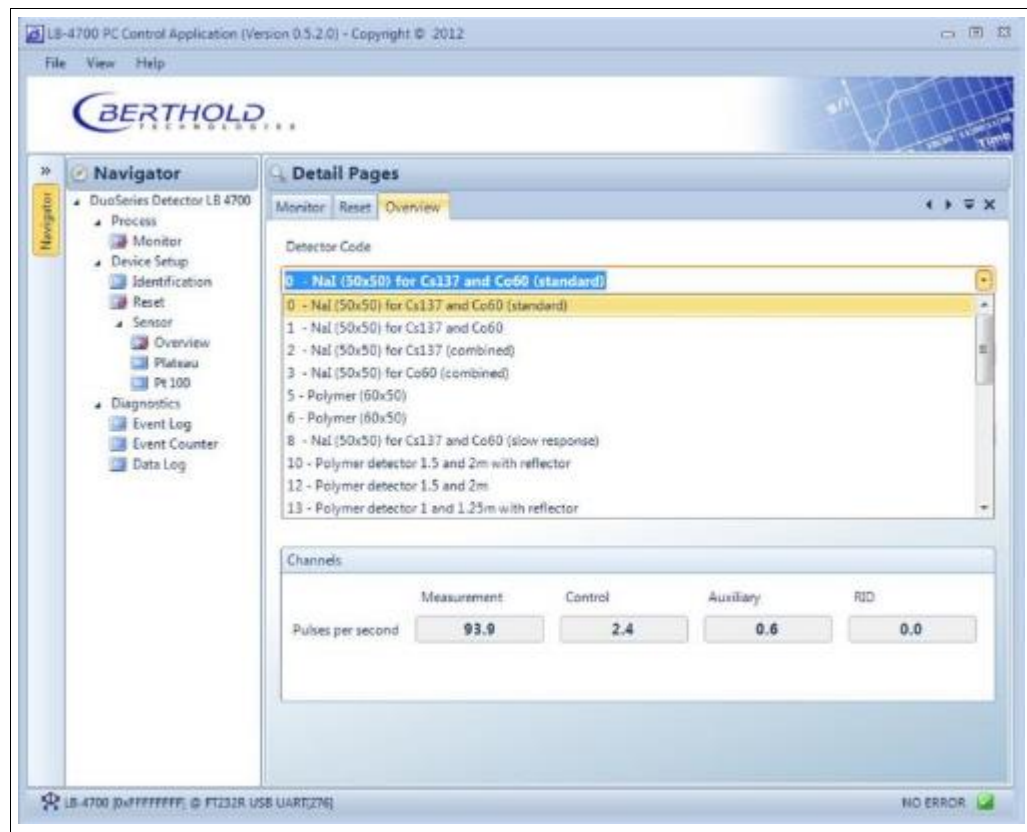 LB-4700 PC Control Application (Version 0.5.2.0) - Copyright © 2012
File View Help
BERTHOLD
TECHNOLOGIES
s/1
Time
Navigator
Navigator
DuoSeries Detector LB 4700
Process
Monitor
Device Setup
Identification
Reset
Sensor
Overview
Plateau
Pt 100
Diagnostics
Event Log
Event Counter
Data Log
Detail Pages
Monitor Reset Overview
Detector Code
0 - NaI (50x50) for Cs137 and Co60 (standard)
0 - NaI (50x50) for Cs137 and Co60 (standard)
1 - NaI (50x50) for Cs137 and Co60
2 - NaI (50x50) for Cs137 (combined)
3 - NaI (50x50) for Co60 (combined)
5 - Polymer (60x50)
6 - Polymer (60x50)
8 - NaI (50x50) for Cs137 and Co60 (slow response)
10 - Polymer detector 1.5 and 2m with reflector
12 - Polymer detector 1.5 and 2m
13 - Polymer detector 1 and 1.25m with reflector
Channels
Measurement Control Auxiliary RID
Pulses per second 93.9 2.4 0.6 0.0
LB-4700 [0xFFFFFFFF] @ FT232R USB UART[276] NO ERROR